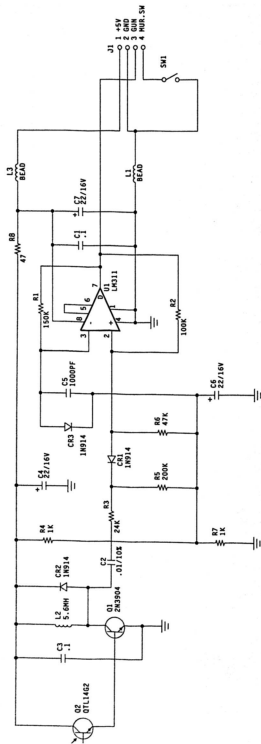 J1
1 +5V
2 GND
3 GUN
4 MUR.SW
SW1
L3
BEAD
L1
BEAD
R8
47
C7
22/16V
C1
.1
U1
LM311
R1
150K
R2
100K
3
2
8
5
6
7
4
1
C5
1000PF
CR3
1N914
C6
22/16V
C4
22/16V
CR1
1N914
R6
47K
R5
200K
R4
1K
R7
1K
R3
24K
C2
.01/10%
CR2
1N914
L2
5.6MH
Q1
2N3904
C3
.1
Q2
QTL14G2